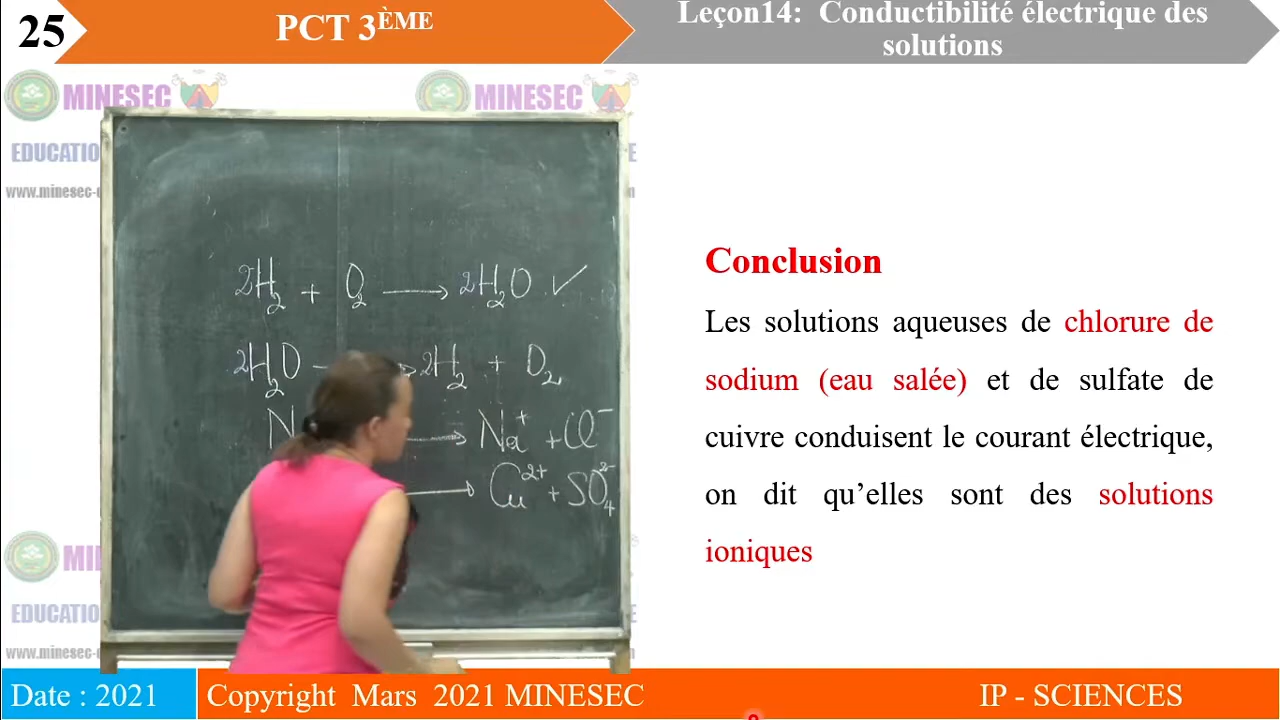 25
PCT 3ÈME
Leçon14: Conductibilité électrique des
solutions
MINESEC
MINESEC
EDUCATIO
www.minesec-
2H₂ + O₂ → 2H₂O ✓
2H₂O → 2H₂ + O₂
N → Na⁺ + Cl⁻
→ Cu²⁺ + SO₄²⁻
Conclusion
Les solutions aqueuses de chlorure de
sodium (eau salée) et de sulfate de
cuivre conduisent le courant électrique,
on dit qu’elles sont des solutions
ioniques
MI
EDUCATIO
www.minesec-
Date : 2021
Copyright Mars 2021 MINESEC
IP - SCIENCES